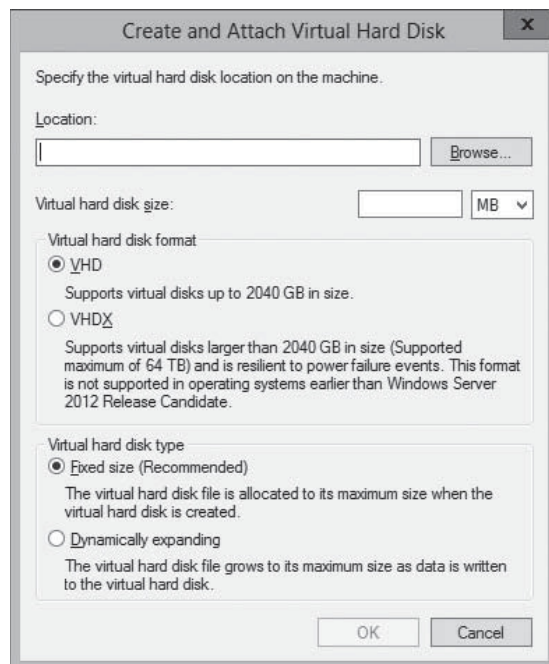 Create and Attach Virtual Hard Disk
x
Specify the virtual hard disk location on the machine.
Location:
Browse...
Virtual hard disk size:
MB
Virtual hard disk format
VHD
Supports virtual disks up to 2040 GB in size.
VHDX
Supports virtual disks larger than 2040 GB in size (Supported
maximum of 64 TB) and is resilient to power failure events. This format
is not supported in operating systems earlier than Windows Server
2012 Release Candidate.
Virtual hard disk type
Fixed size (Recommended)
The virtual hard disk file is allocated to its maximum size when the
virtual hard disk is created.
Dynamically expanding
The virtual hard disk file grows to its maximum size as data is written
to the virtual hard disk.
OK
Cancel